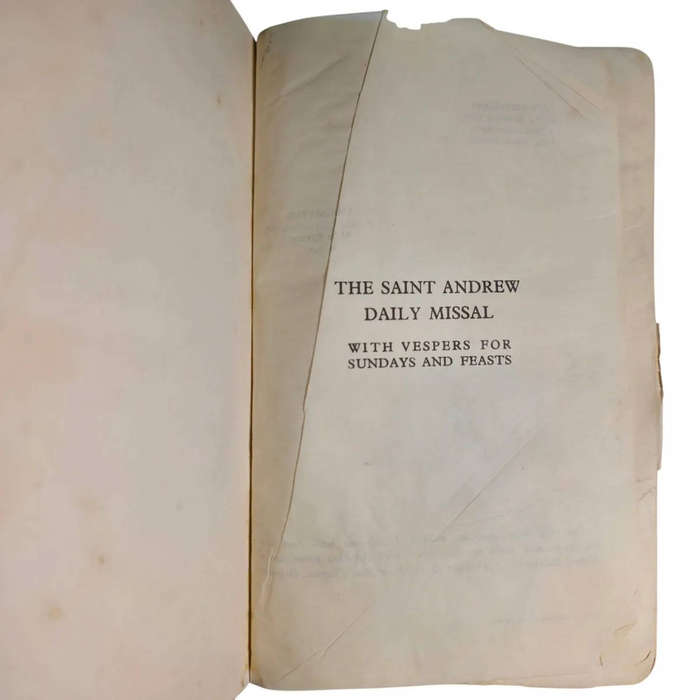 THE SAINT ANDREW
DAILY MISSAL
WITH VESPERS FOR
SUNDAYS AND FEASTS